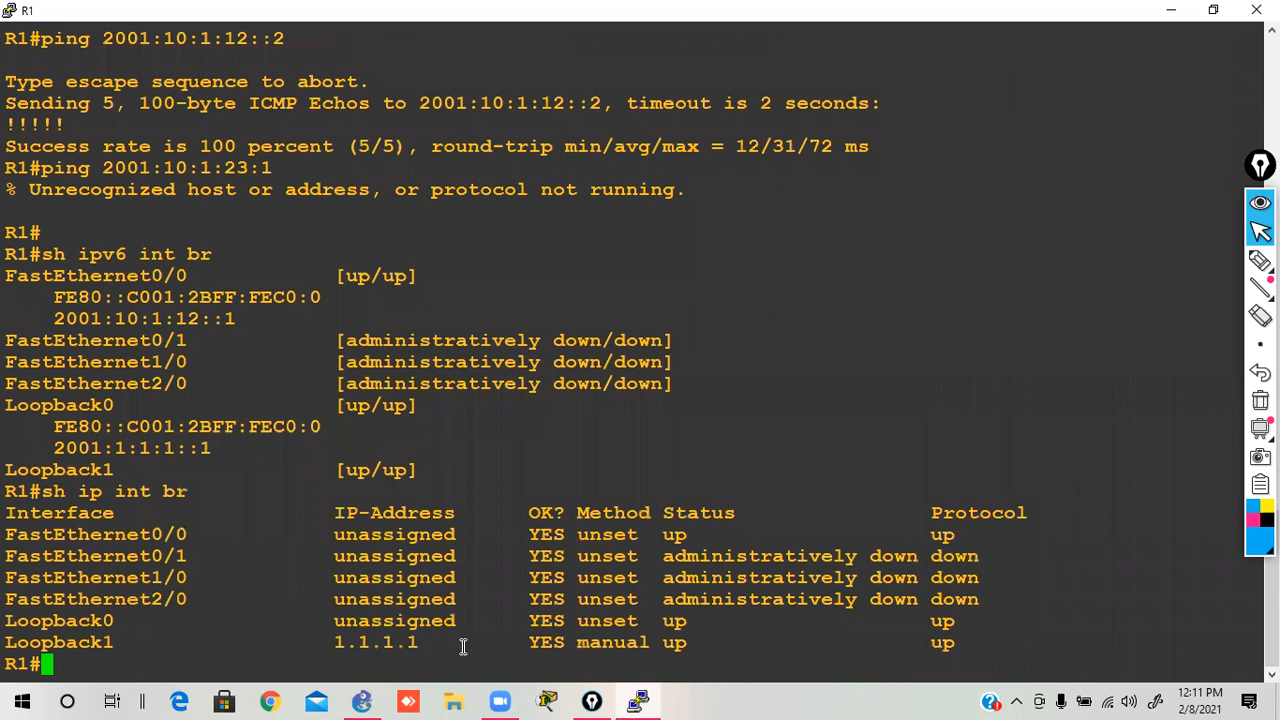 R1
R1#ping 2001:10:1:12::2
Type escape sequence to abort.
Sending 5, 100-byte ICMP Echos to 2001:10:1:12::2, timeout is 2 seconds:
!!!!!
Success rate is 100 percent (5/5), round-trip min/avg/max = 12/31/72 ms
R1#ping 2001:10:1:23:1
% Unrecognized host or address, or protocol not running.
R1#
R1#sh ipv6 int br
FastEthernet0/0 [up/up]
FE80::C001:2BFF:FEC0:0
2001:10:1:12::1
FastEthernet0/1 [administratively down/down]
FastEthernet1/0 [administratively down/down]
FastEthernet2/0 [administratively down/down]
Loopback0 [up/up]
FE80::C001:2BFF:FEC0:0
2001:1:1:1::1
Loopback1 [up/up]
R1#sh ip int br
Interface IP-Address OK? Method Status Protocol
FastEthernet0/0 unassigned YES unset up up
FastEthernet0/1 unassigned YES unset administratively down down
FastEthernet1/0 unassigned YES unset administratively down down
FastEthernet2/0 unassigned YES unset administratively down down
Loopback0 unassigned YES unset up up
Loopback1 1.1.1.1 YES manual up up
R1#
12:11 PM
2/8/2021